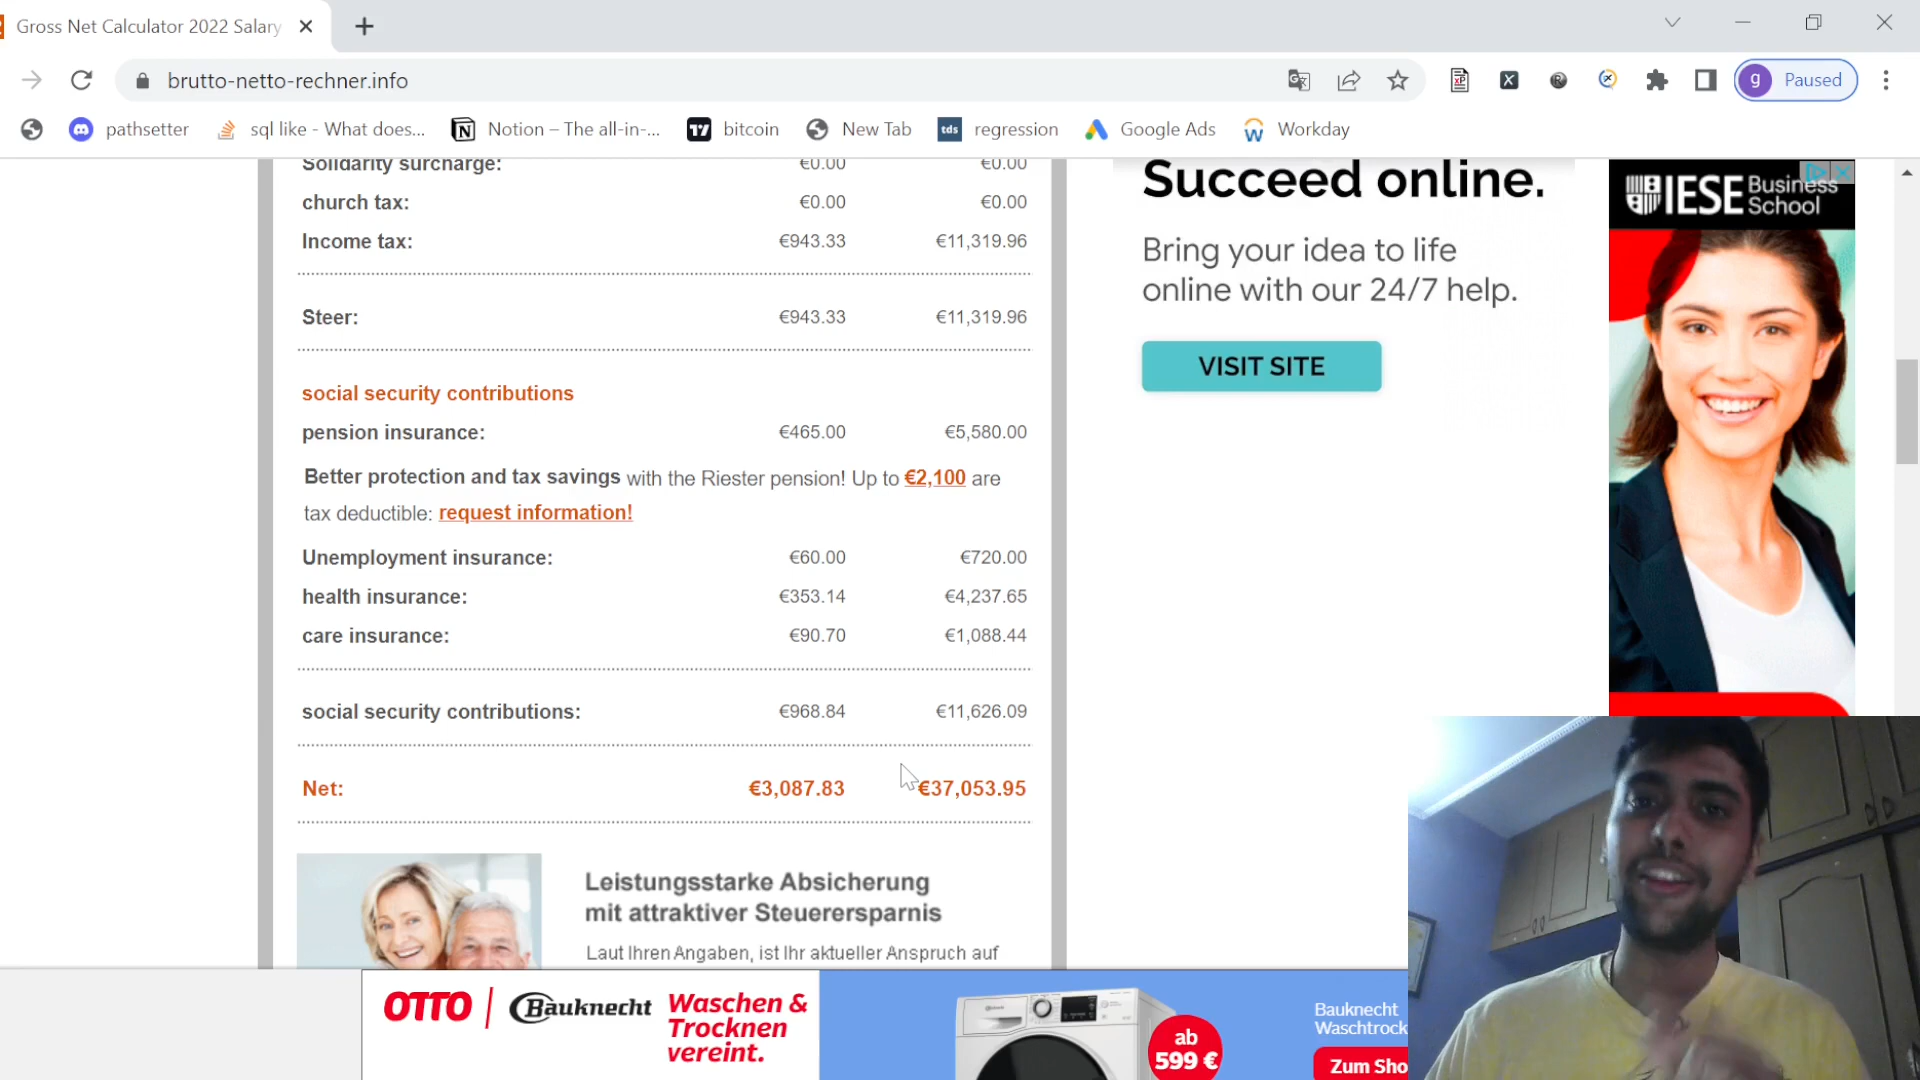 Gross Net Calculator 2022 Salary
brutto-netto-rechner.info
g Paused
pathsetter
sql like - What does...
Notion – The all-in-...
bitcoin
New Tab
tds regression
Google Ads
Workday
Solidarity surcharge: €0.00 €0.00
church tax: €0.00 €0.00
Income tax: €943.33 €11,319.96
Steer: €943.33 €11,319.96
social security contributions
pension insurance: €465.00 €5,580.00
Better protection and tax savings with the Riester pension! Up to €2,100 are
tax deductible: request information!
Unemployment insurance: €60.00 €720.00
health insurance: €353.14 €4,237.65
care insurance: €90.70 €1,088.44
social security contributions: €968.84 €11,626.09
Net: €3,087.83 €37,053.95
Leistungsstarke Absicherung
mit attraktiver Steuerersparnis
Laut Ihren Angaben, ist Ihr aktueller Anspruch auf
Succeed online.
Bring your idea to life
online with our 24/7 help.
VISIT SITE
IESE Business
School
OTTO | Bauknecht
Waschen &
Trocknen
vereint.
ab
599 €
Bauknecht
Waschtrock
Zum Sho